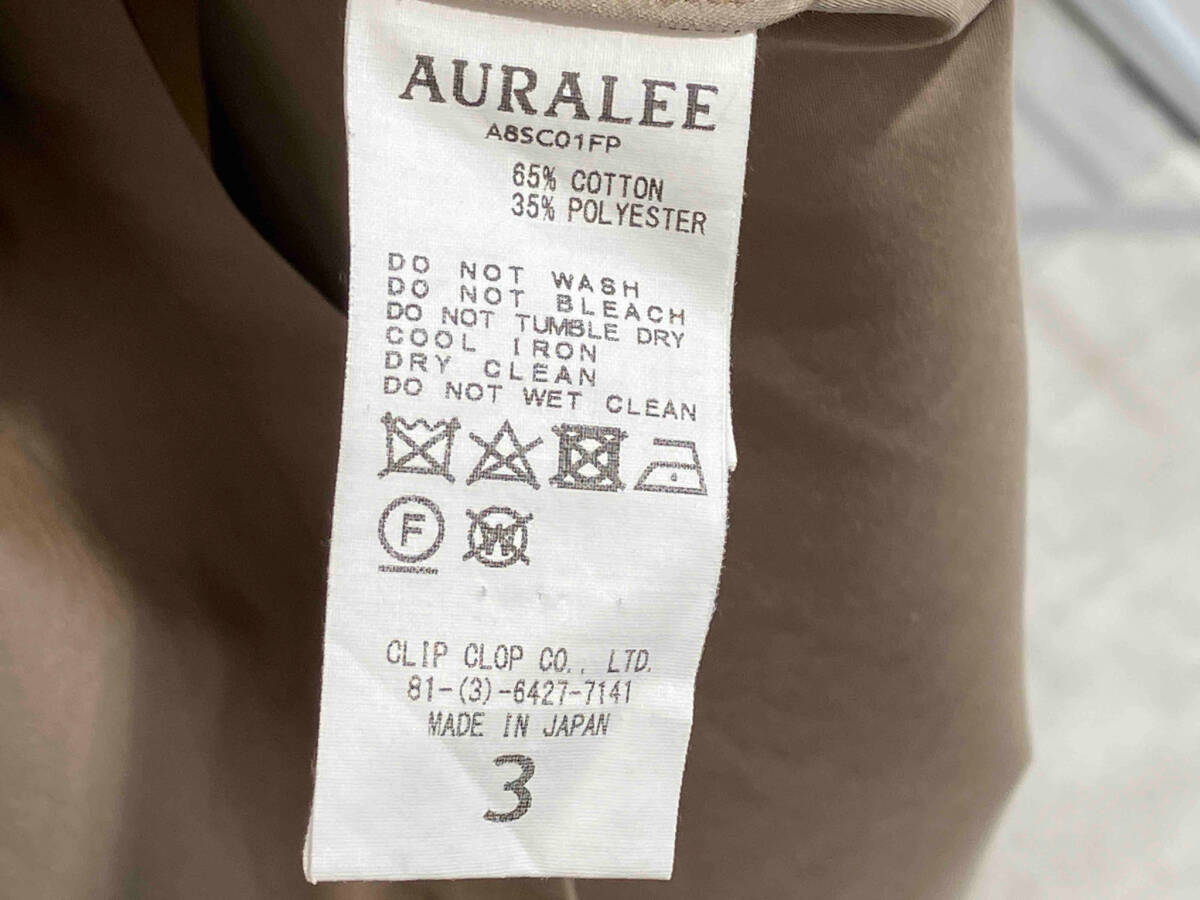 AURALEE
A8SC01FP
65% COTTON
35% POLYESTER
DO NOT WASH
DO NOT BLEACH
DO NOT TUMBLE DRY
COOL IRON
DRY CLEAN
DO NOT WET CLEAN
F
W
CLIP CLOP CO., LTD.
81-(3)-6427-7141
MADE IN JAPAN
3